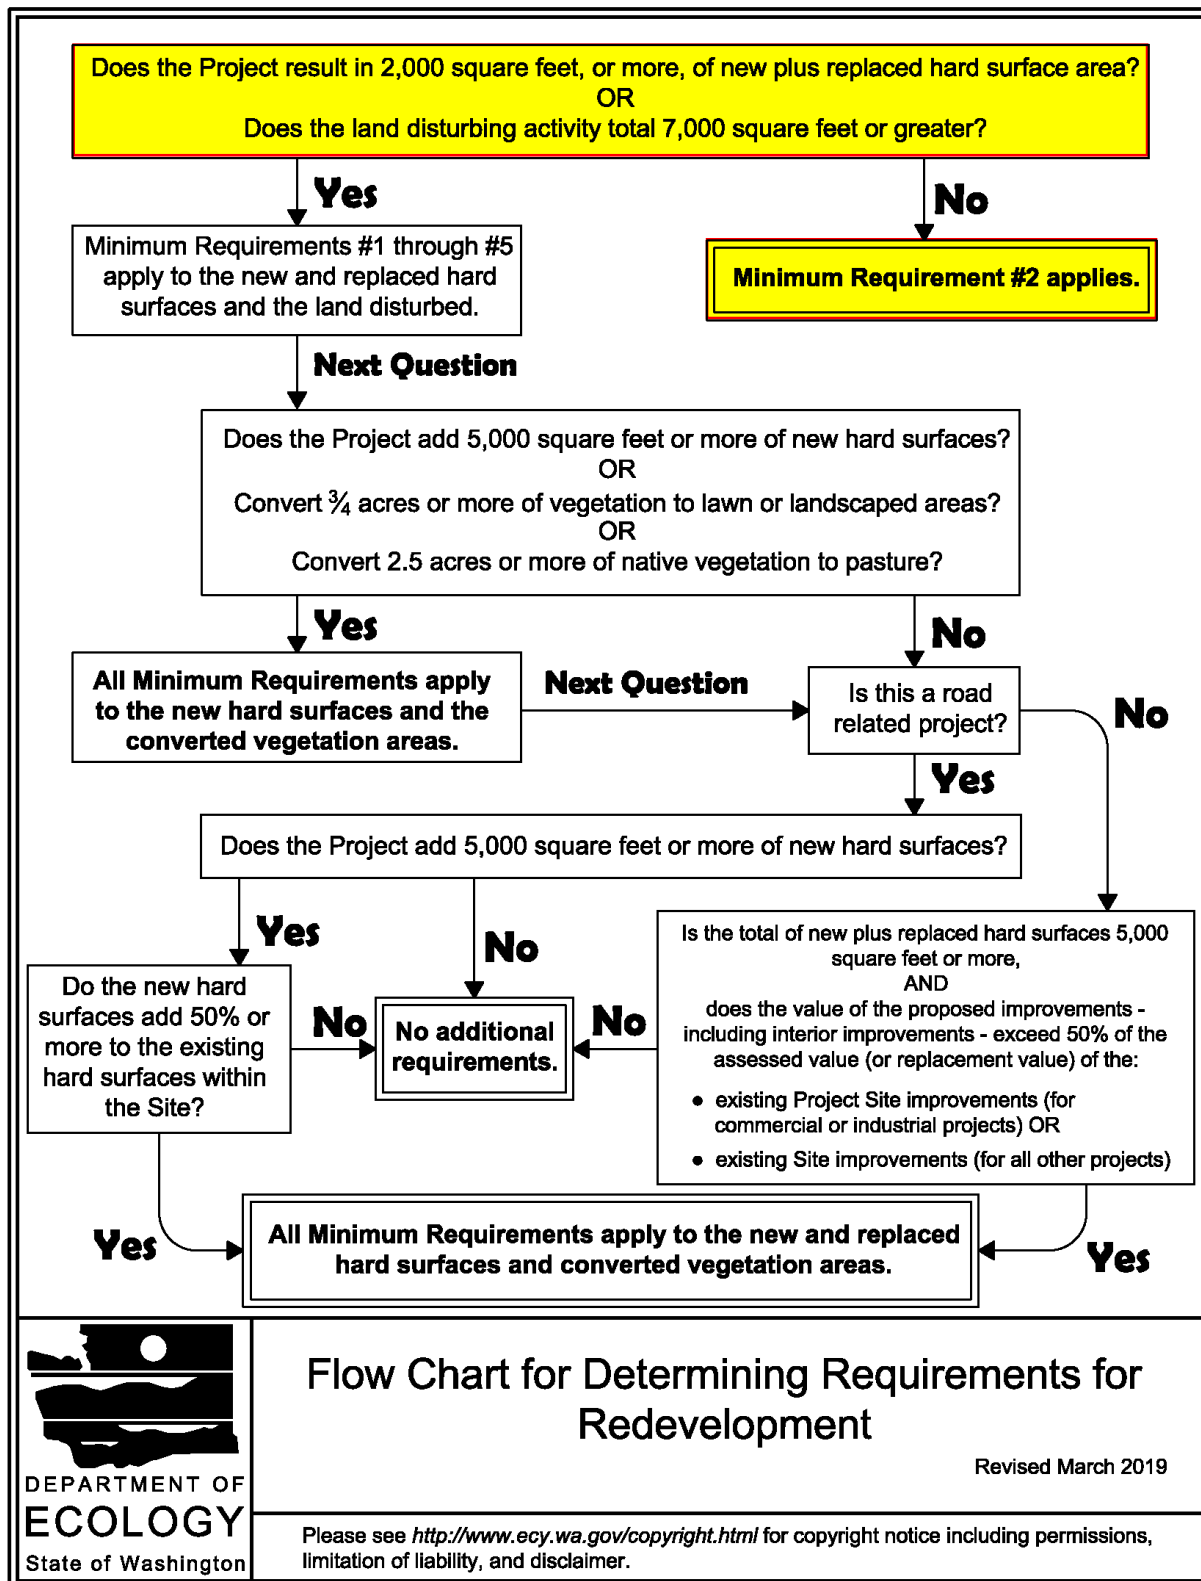 Does the Project result in 2,000 square feet, or more, of new plus replaced hard surface area?
OR
Does the land disturbing activity total 7,000 square feet or greater?
Yes
No
Minimum Requirements #1 through #5
apply to the new and replaced hard
surfaces and the land disturbed.
Minimum Requirement #2 applies.
Next Question
Does the Project add 5,000 square feet or more of new hard surfaces?
OR
Convert ¾ acres or more of vegetation to lawn or landscaped areas?
OR
Convert 2.5 acres or more of native vegetation to pasture?
Yes
No
All Minimum Requirements apply
to the new hard surfaces and the
converted vegetation areas.
Next Question
Is this a road
related project?
No
Yes
Does the Project add 5,000 square feet or more of new hard surfaces?
Yes
No
Do the new hard
surfaces add 50% or
more to the existing
hard surfaces within
the Site?
No
No additional
requirements.
No
Is the total of new plus replaced hard surfaces 5,000
square feet or more,
AND
does the value of the proposed improvements -
including interior improvements - exceed 50% of the
assessed value (or replacement value) of the:
● existing Project Site improvements (for
commercial or industrial projects) OR
● existing Site improvements (for all other projects)
Yes
All Minimum Requirements apply to the new and replaced
hard surfaces and converted vegetation areas.
Yes
DEPARTMENT OF
ECOLOGY
State of Washington
Flow Chart for Determining Requirements for
Redevelopment
Revised March 2019
Please see http://www.ecy.wa.gov/copyright.html for copyright notice including permissions,
limitation of liability, and disclaimer.